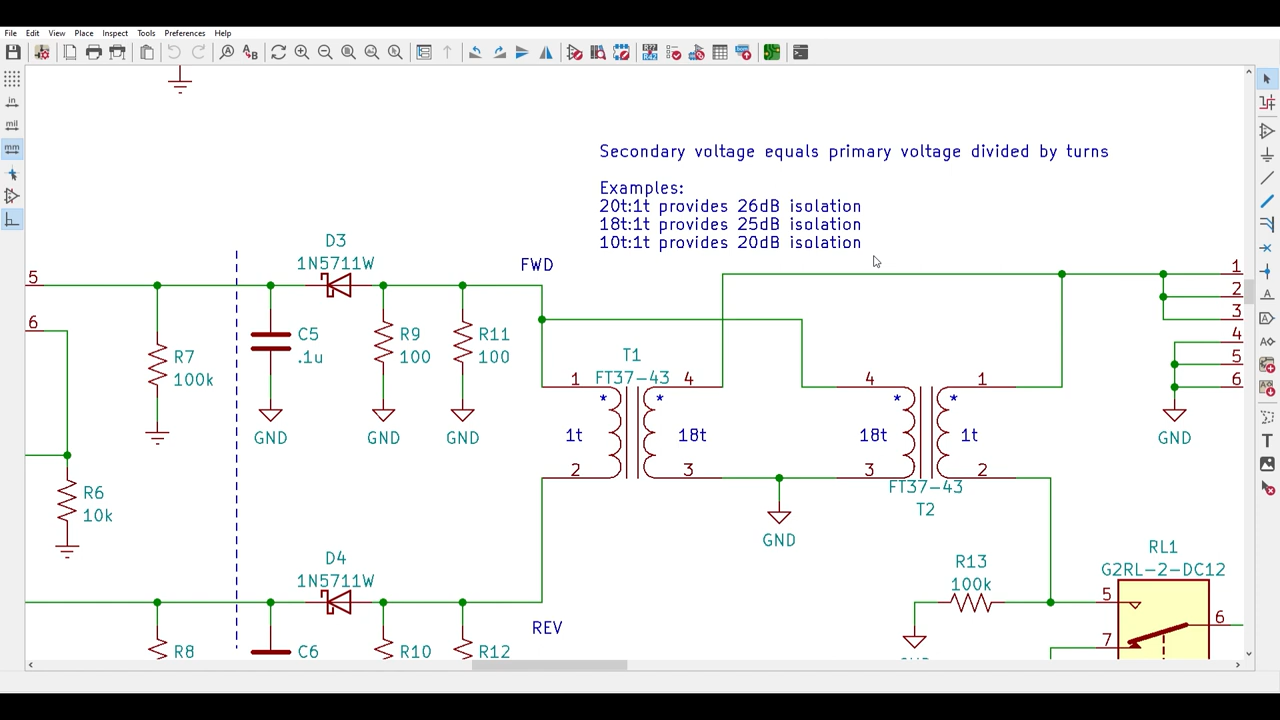 File Edit View Place Inspect Tools Preferences Help
in
mil
mm
Secondary voltage equals primary voltage divided by turns
Examples:
20t:1t provides 26dB isolation
18t:1t provides 25dB isolation
10t:1t provides 20dB isolation
D3
1N5711W
FWD
5
6
1
2
3
4
5
6
C5
.1u
R9
100
R11
100
R7
100k
T1
FT37-43
1
4
4
1
*
*
*
*
GND
GND
GND
1t
18t
18t
1t
GND
2
3
3
2
FT37-43
T2
R6
10k
GND
D4
1N5711W
RL1
G2RL-2-DC12
R13
100k
5
6
7
REV
R8
C6
R10
R12